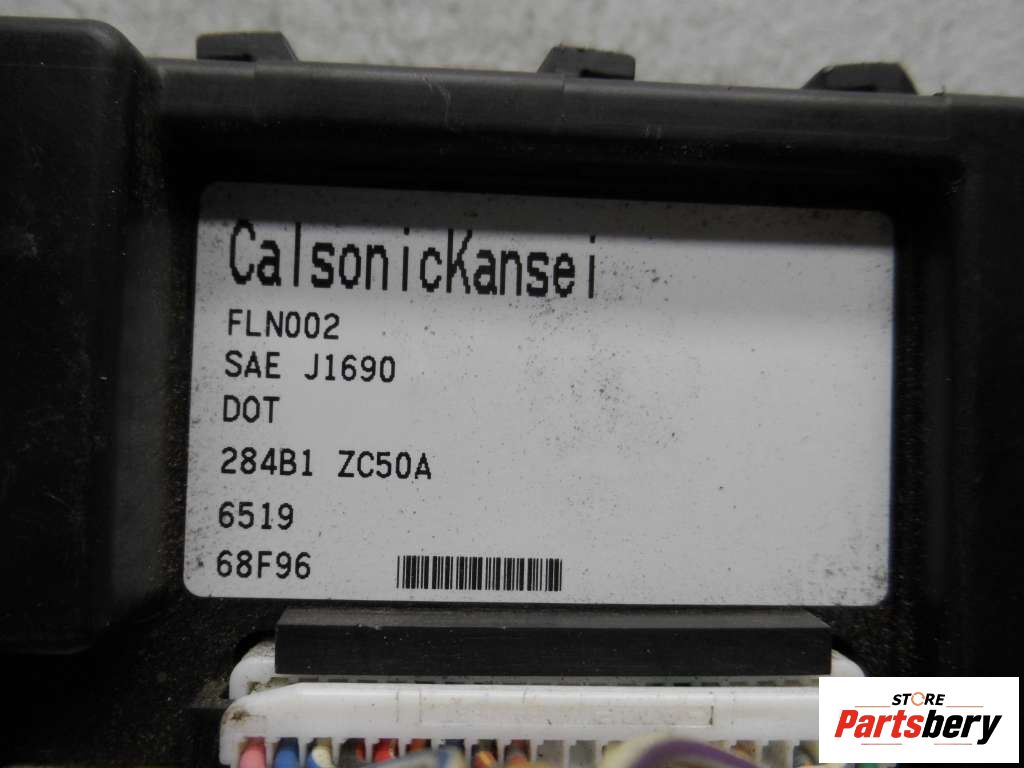 CalsonicKansei
FLN002
SAE J1690
DOT
284B1 ZC50A
6519
68F96
STORE
Partsbery